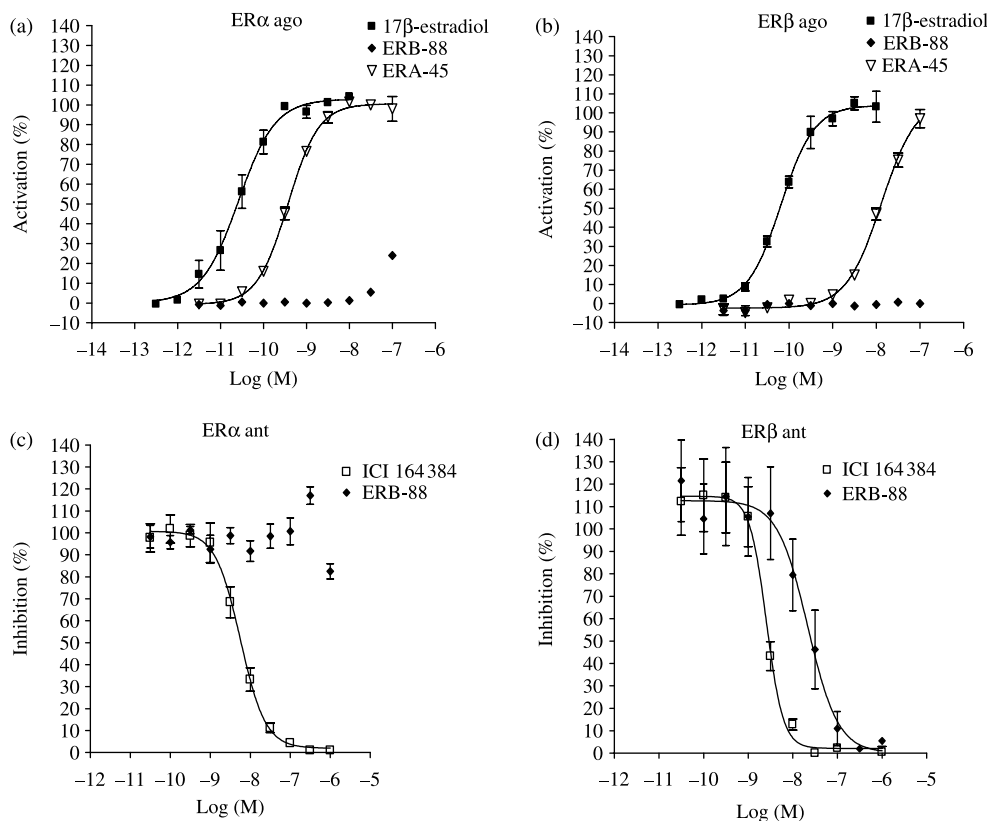 (a)
ERα ago
■ 17β-estradiol
◆ ERB-88
▽ ERA-45
Activation (%)
140
130
120
110
100
90
80
70
60
50
40
30
20
10
0
–10
–14 –13 –12 –11 –10 –9 –8 –7 –6
Log (M)
(b)
ERβ ago
■ 17β-estradiol
◆ ERB-88
▽ ERA-45
Activation (%)
140
130
120
110
100
90
80
70
60
50
40
30
20
10
0
–10
–14 –13 –12 –11 –10 –9 –8 –7 –6
Log (M)
(c)
ERα ant
□ ICI 164 384
◆ ERB-88
Inhibition (%)
140
130
120
110
100
90
80
70
60
50
40
30
20
10
0
–12 –11 –10 –9 –8 –7 –6 –5
Log (M)
(d)
ERβ ant
□ ICI 164 384
◆ ERB-88
Inhibition (%)
140
130
120
110
100
90
80
70
60
50
40
30
20
10
0
–12 –11 –10 –9 –8 –7 –6 –5
Log (M)